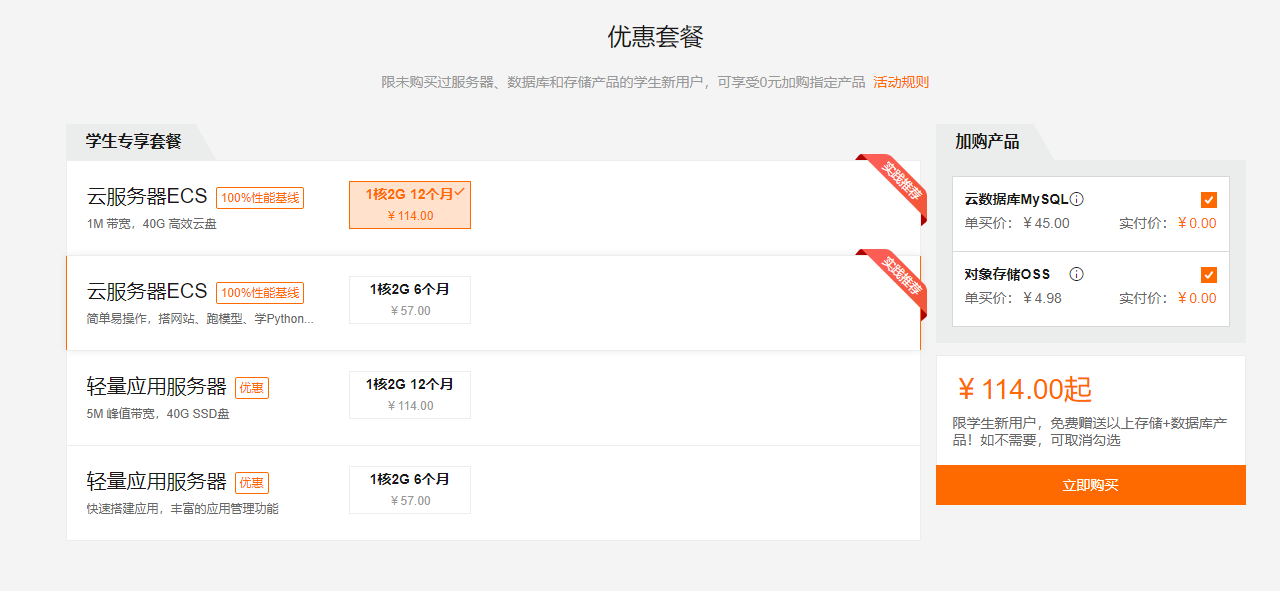 优惠套餐
限未购买过服务器、数据库和存储产品的学生新用户，可享受0元加购指定产品 活动规则
学生专享套餐
云服务器ECS 100%性能基线
1M 带宽，40G 高效云盘
1核2G 12个月
￥114.00
实践推荐
云服务器ECS 100%性能基线
简单易操作，搭网站、跑模型、学Python...
1核2G 6个月
￥57.00
实践推荐
轻量应用服务器 优惠
5M 峰值带宽，40G SSD盘
1核2G 12个月
￥114.00
轻量应用服务器 优惠
快速搭建应用，丰富的应用管理功能
1核2G 6个月
￥57.00
加购产品
云数据库MySQL
单买价：￥45.00 实付价：￥0.00
对象存储OSS
单买价：￥4.98 实付价：￥0.00
￥114.00起
限学生新用户，免费赠送以上存储+数据库产
品！如不需要，可取消勾选
立即购买